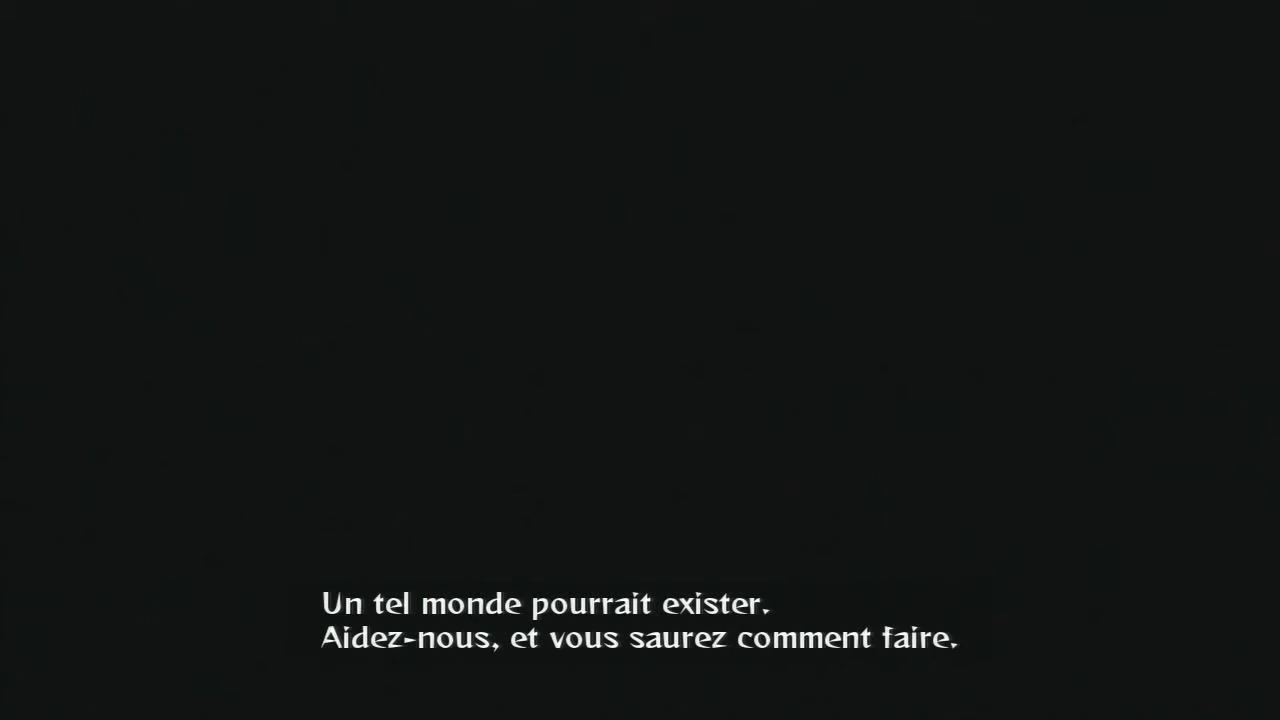 Un tel monde pourrait exister.
Aidez-nous, et vous saurez comment faire.